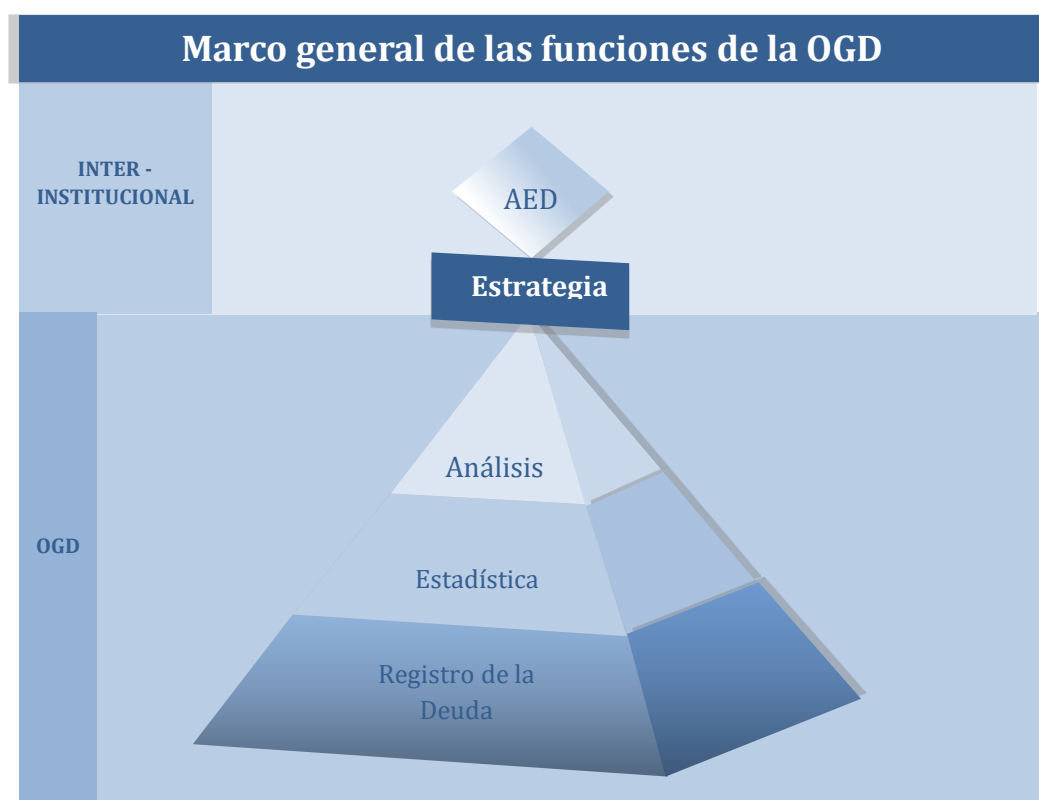 Marco general de las funciones de la OGD
INTER -
INSTITUCIONAL
AED
Estrategia
Análisis
OGD
Estadística
Registro de la
Deuda